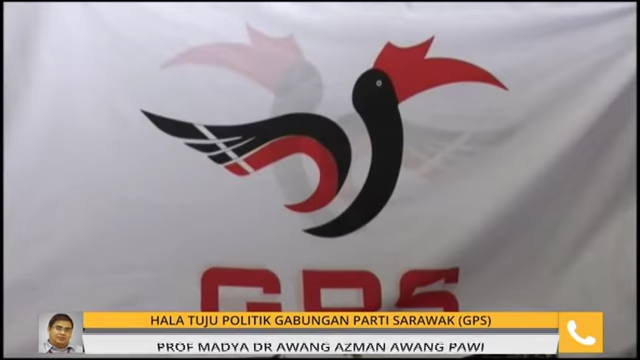 GPS
HALA TUJU POLITIK GABUNGAN PARTI SARAWAK (GPS)
PROF MADYA DR AWANG AZMAN AWANG PAWI